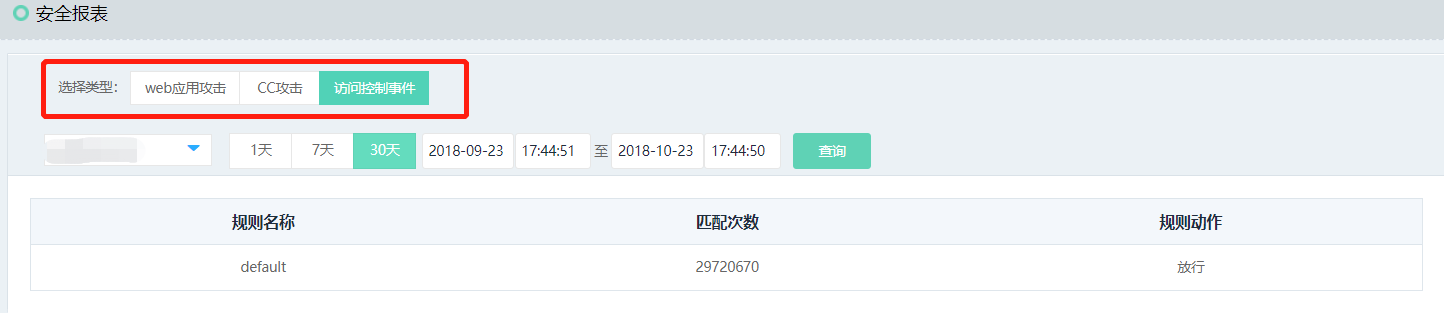 安全报表
选择类型： web应用攻击 CC攻击 访问控制事件
1天 7天 30天 2018-09-23 17:44:51 至 2018-10-23 17:44:50 查询
规则名称 匹配次数 规则动作
default 29720670 放行